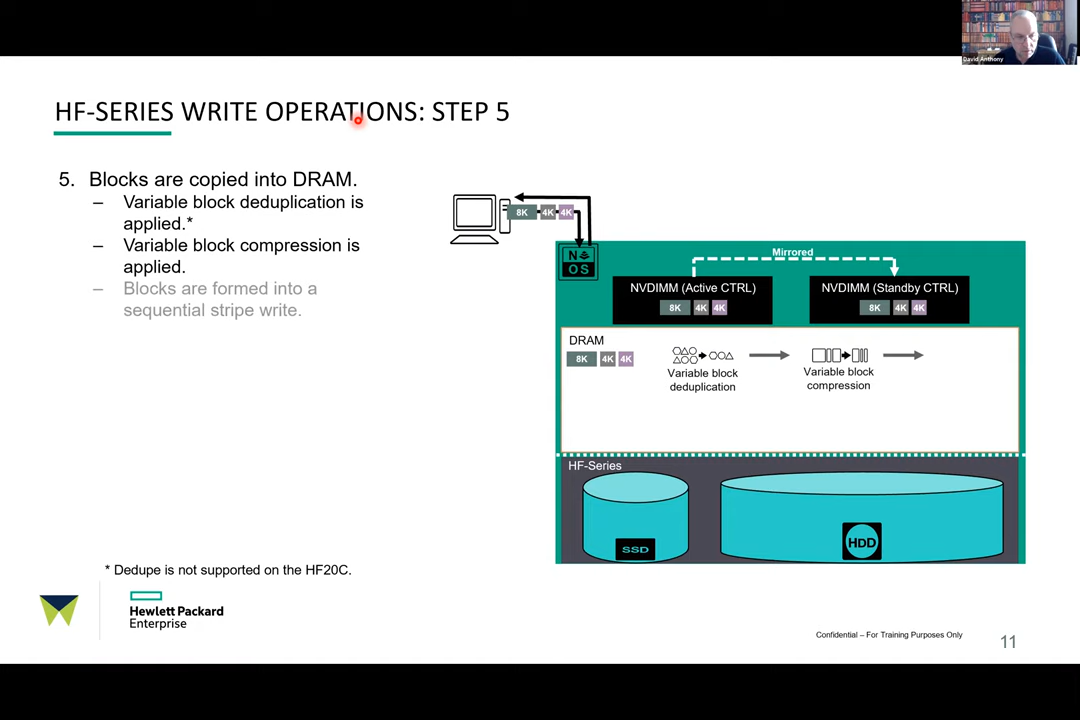 David Anthony
HF-SERIES WRITE OPERATIONS: STEP 5
5. Blocks are copied into DRAM.
– Variable block deduplication is
applied.*
– Variable block compression is
applied.
– Blocks are formed into a
sequential stripe write.
8K 4K 4K
N
OS
Mirrored
NVDIMM (Active CTRL)
8K 4K 4K
NVDIMM (Standby CTRL)
8K 4K 4K
DRAM
8K 4K 4K
Variable block
deduplication
Variable block
compression
HF-Series
SSD
HDD
* Dedupe is not supported on the HF20C.
Hewlett Packard
Enterprise
Confidential – For Training Purposes Only
11